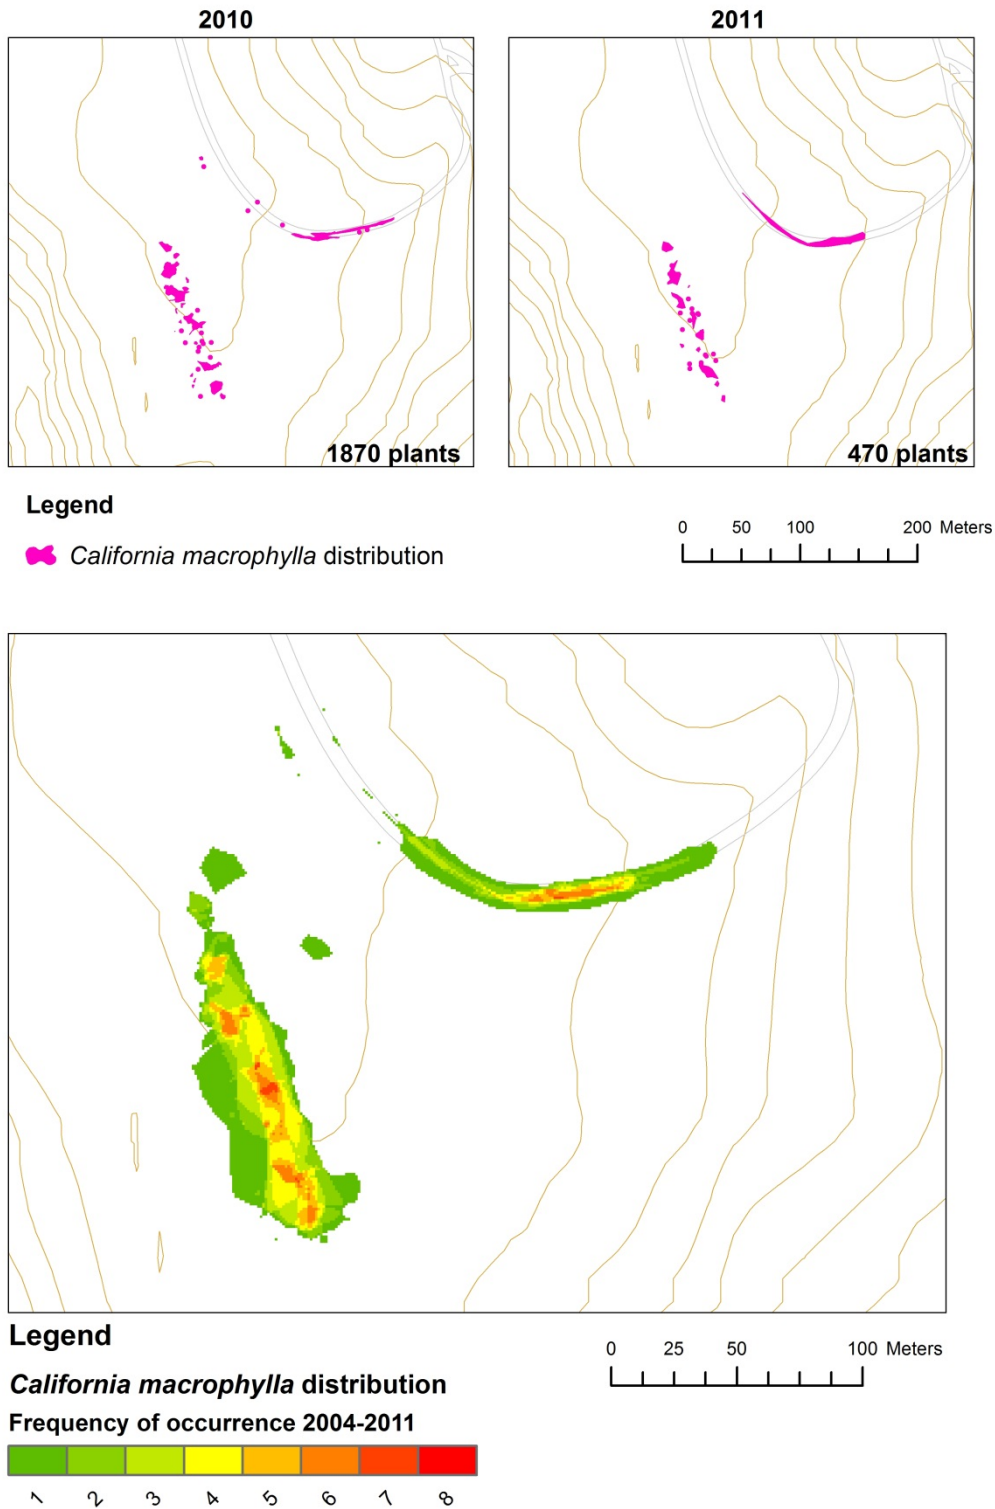 2010
2011
1870 plants
470 plants
Legend
California macrophylla distribution
0 50 100 200 Meters
Legend
California macrophylla distribution
Frequency of occurrence 2004-2011
0 25 50 100 Meters
1 2 3 4 5 6 7 8